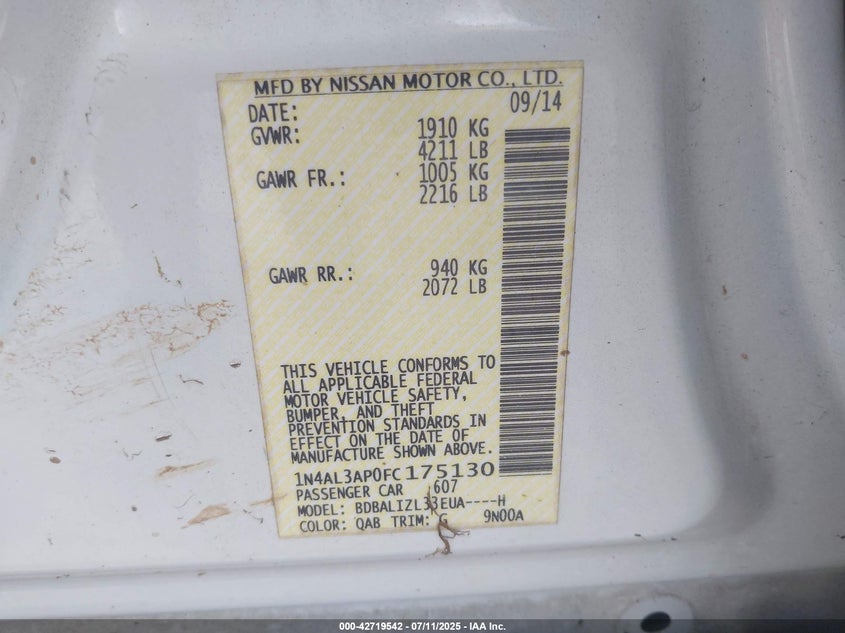 MFD BY NISSAN MOTOR CO., LTD.
DATE: 09/14
GVWR: 1910 KG
4211 LB
GAWR FR.: 1005 KG
2216 LB
GAWR RR.: 940 KG
2072 LB
THIS VEHICLE CONFORMS TO
ALL APPLICABLE FEDERAL
MOTOR VEHICLE SAFETY,
BUMPER, AND THEFT
PREVENTION STANDARDS IN
EFFECT ON THE DATE OF
MANUFACTURE SHOWN ABOVE.
1N4AL3AP0FC175130
PASSENGER CAR 607
MODEL: BDBALIZL33EUA----H
COLOR: QAB TRIM: G 9N00A
000-42719542 - 07/11/2025 - IAA Inc.